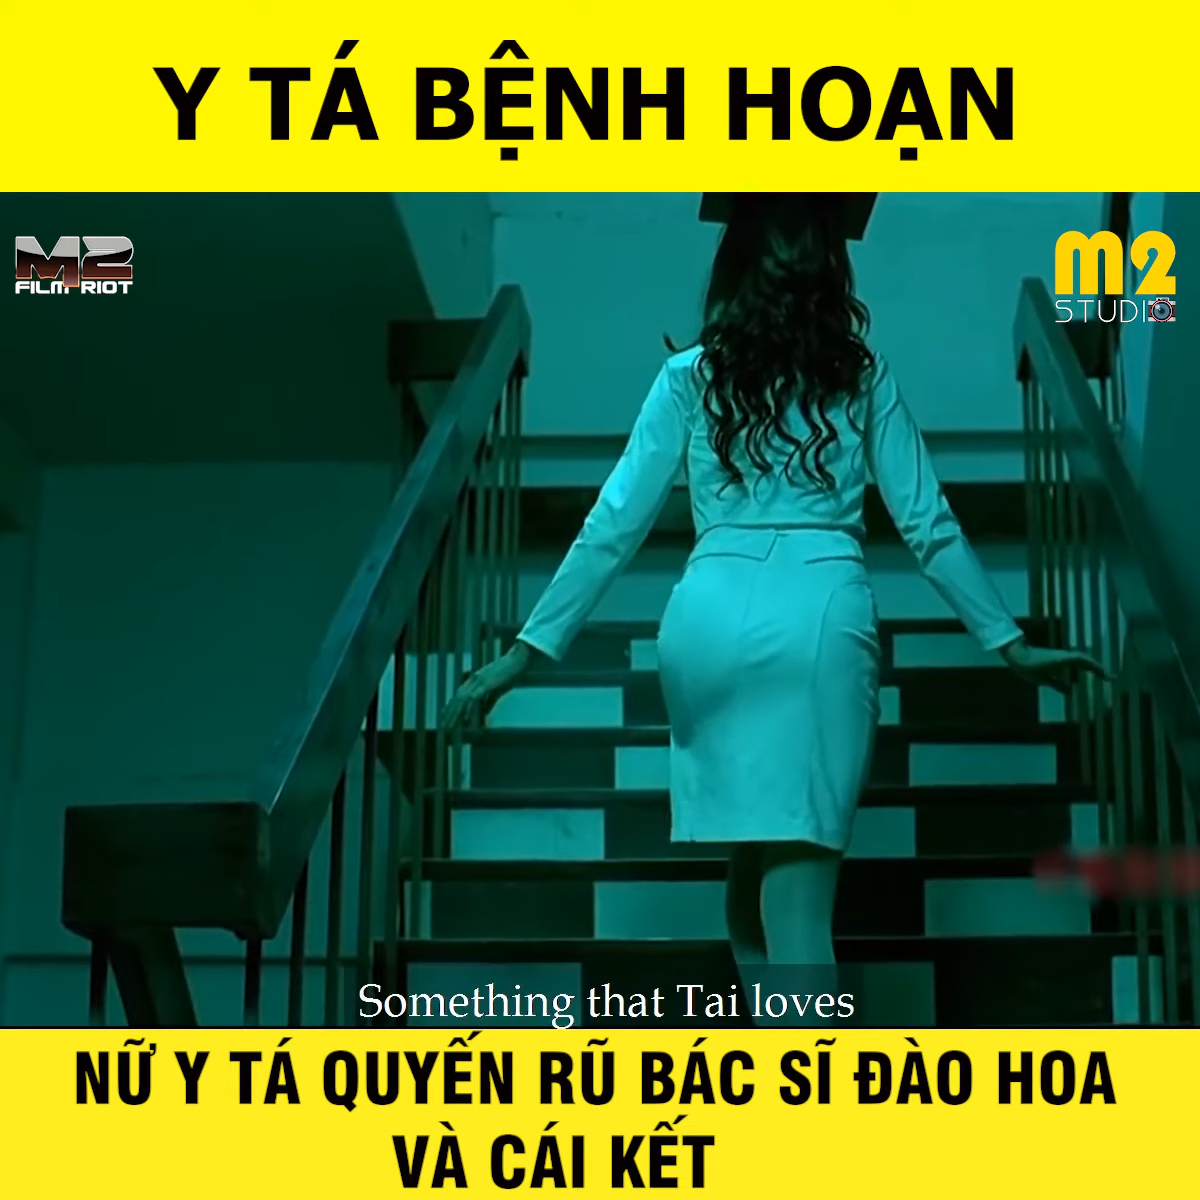 Y TÁ BỆNH HOẠN
M2
FILM RIOT
m2
STUDIO
Something that Tai loves
NỮ Y TÁ QUYẾN RŨ BÁC SĨ ĐÀO HOA
VÀ CÁI KẾT